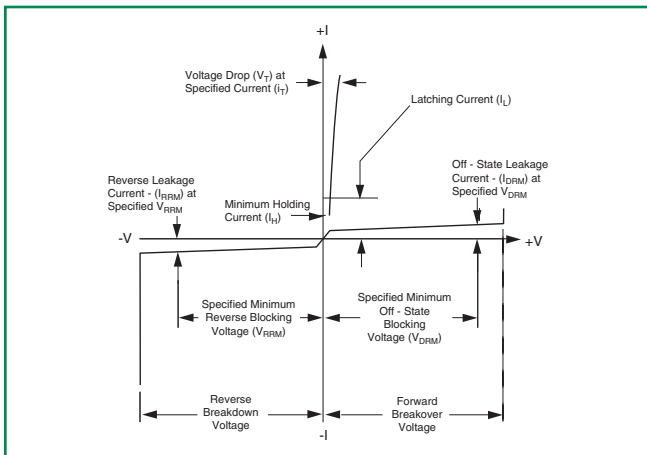 +I
Voltage Drop (VT) at
Specified Current (iT)
Latching Current (IL)
Reverse Leakage
Current - (IRRM) at
Specified VRRM
Off - State Leakage
Current - (IDRM) at
Specified VDRM
Minimum Holding
Current (IH)
-V
+V
Specified Minimum
Reverse Blocking
Voltage (VRRM)
Specified Minimum
Off - State
Blocking
Voltage (VDRM)
Reverse
Breakdown
Voltage
Forward
Breakover
Voltage
-I